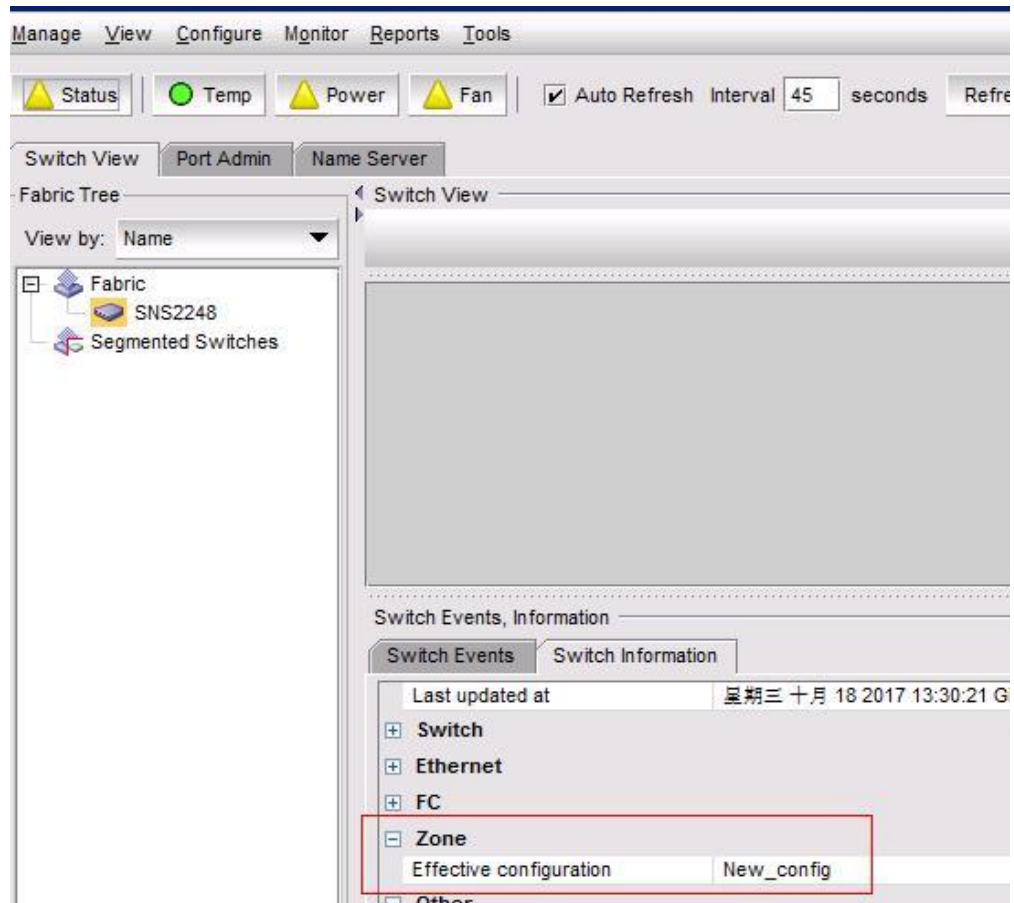 Manage View Configure Monitor Reports Tools
Status Temp Power Fan Auto Refresh Interval 45 seconds Refre
Switch View Port Admin Name Server
Fabric Tree
Switch View
View by: Name
Fabric
SNS2248
Segmented Switches
Switch Events, Information
Switch Events Switch Information
Last updated at 星期三 十月 18 2017 13:30:21 G
Switch
Ethernet
FC
Zone
Effective configuration New_config
Other